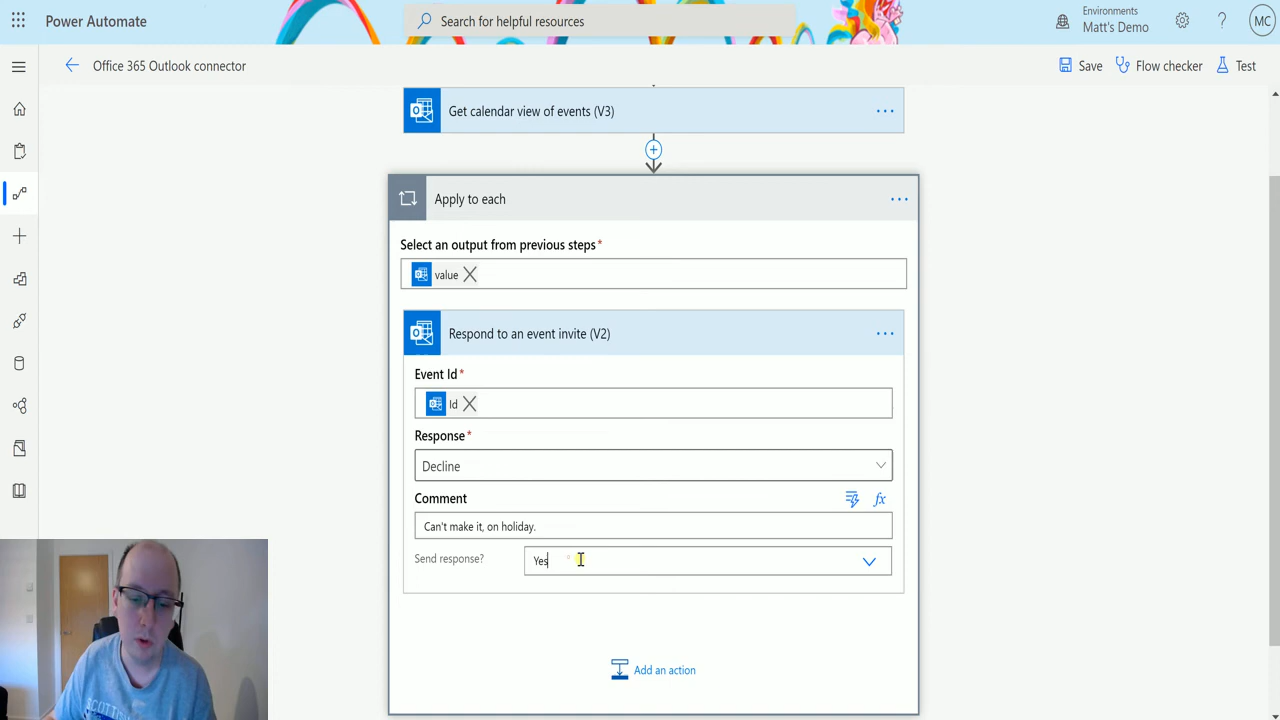 Power Automate
Search for helpful resources
Environments
Matt's Demo
MC
Office 365 Outlook connector
Save
Flow checker
Test
Get calendar view of events (V3)
Apply to each
Select an output from previous steps*
value
Respond to an event invite (V2)
Event Id*
Id
Response*
Decline
Comment
fx
Can't make it, on holiday.
Send response?
Yes
Add an action